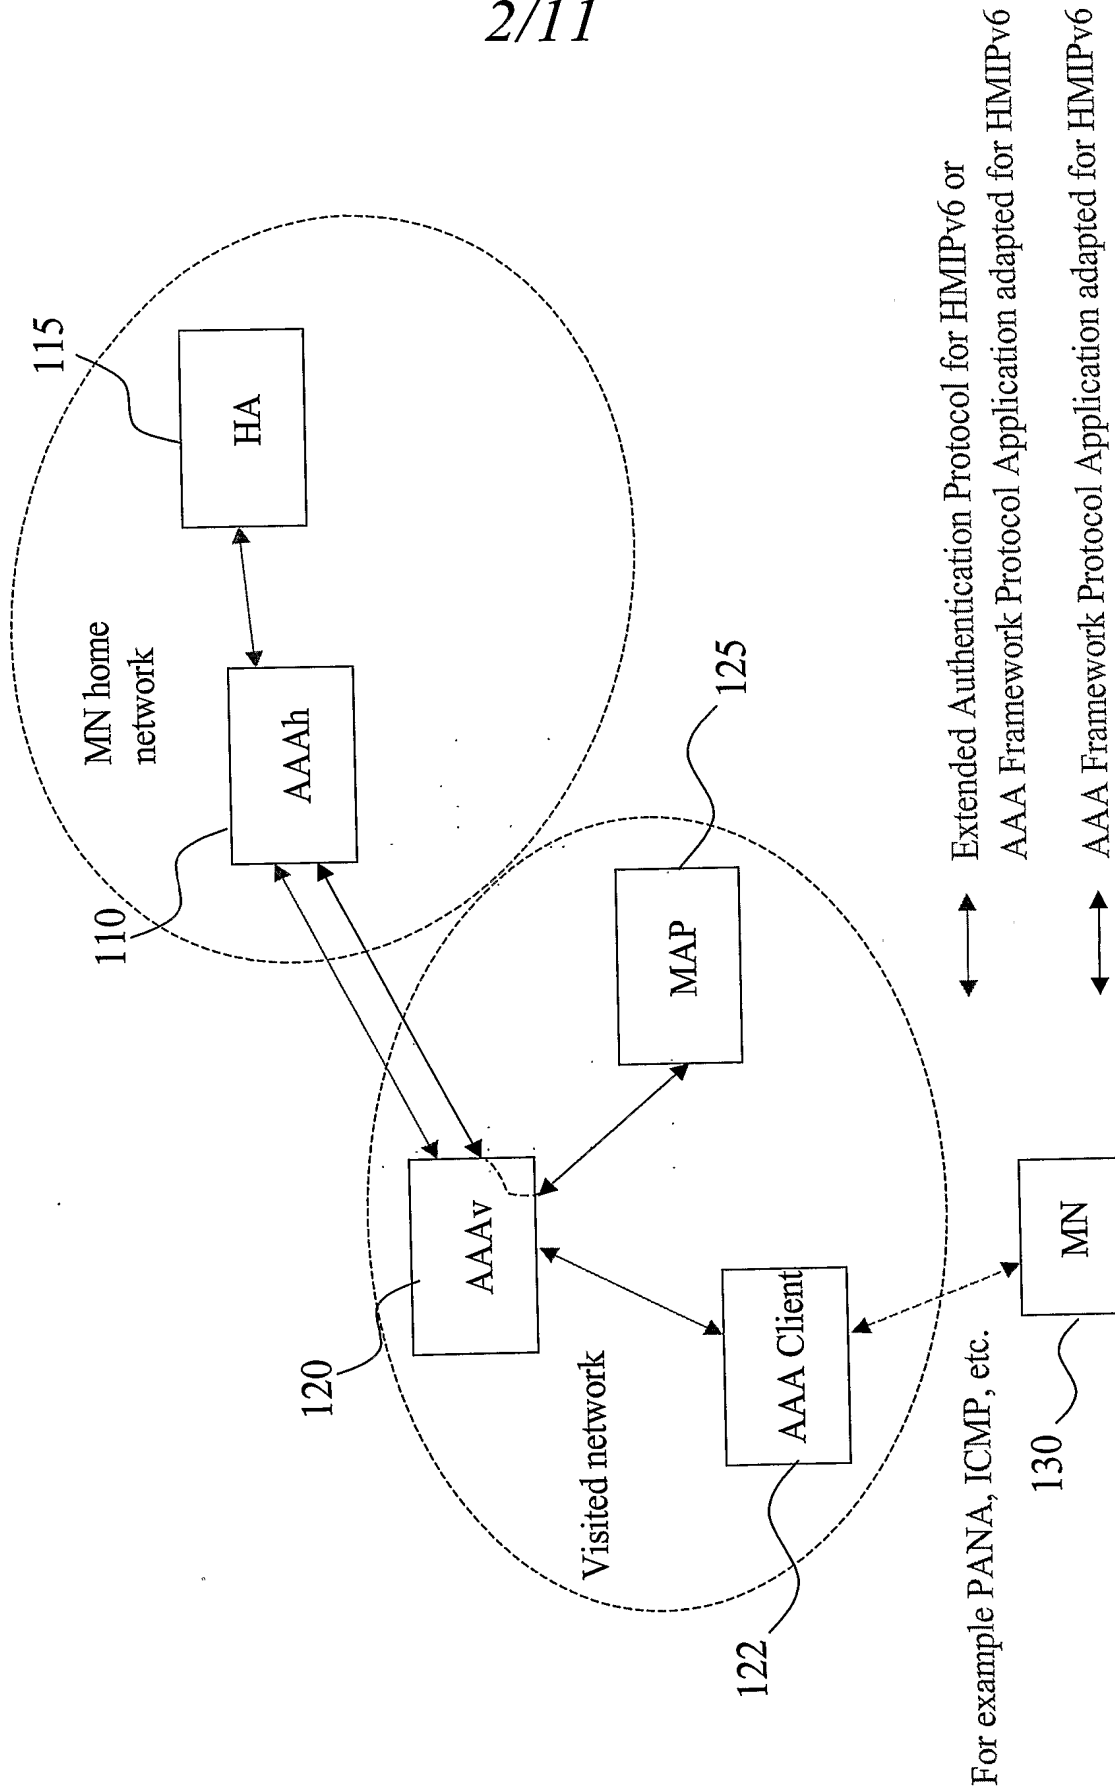 2/11
MN home
network
115
HA
AAAh
110
120
AAAv
MAP
125
Visited network
AAA Client
122
For example PANA, ICMP, etc.
MN
130
Extended Authentication Protocol for HMIPv6 or
AAA Framework Protocol Application adapted for HMIPv6
AAA Framework Protocol Application adapted for HMIPv6